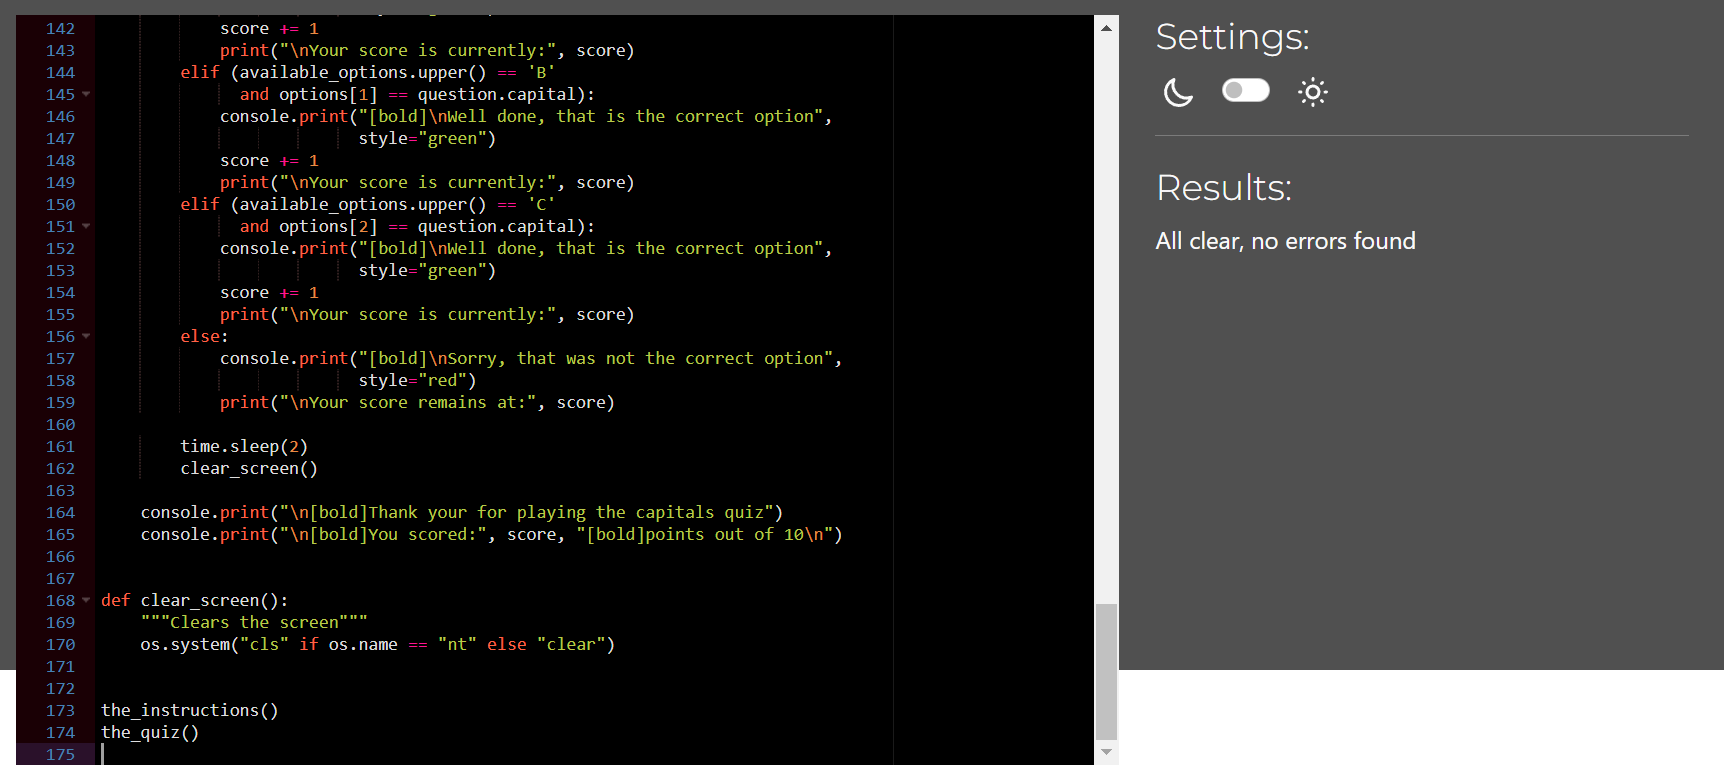 142 score += 1
143 print("\nYour score is currently:", score)
144 elif (available_options.upper() == 'B'
145 and options[1] == question.capital):
146 console.print("[bold]\nWell done, that is the correct option",
147 style="green")
148 score += 1
149 print("\nYour score is currently:", score)
150 elif (available_options.upper() == 'C'
151 and options[2] == question.capital):
152 console.print("[bold]\nWell done, that is the correct option",
153 style="green")
154 score += 1
155 print("\nYour score is currently:", score)
156 else:
157 console.print("[bold]\nSorry, that was not the correct option",
158 style="red")
159 print("\nYour score remains at:", score)
160
161 time.sleep(2)
162 clear_screen()
163
164 console.print("\n[bold]Thank your for playing the capitals quiz")
165 console.print("\n[bold]You scored:", score, "[bold]points out of 10\n")
166
167
168 def clear_screen():
169 """Clears the screen"""
170 os.system("cls" if os.name == "nt" else "clear")
171
172
173 the_instructions()
174 the_quiz()
175
Settings:
Results:
All clear, no errors found